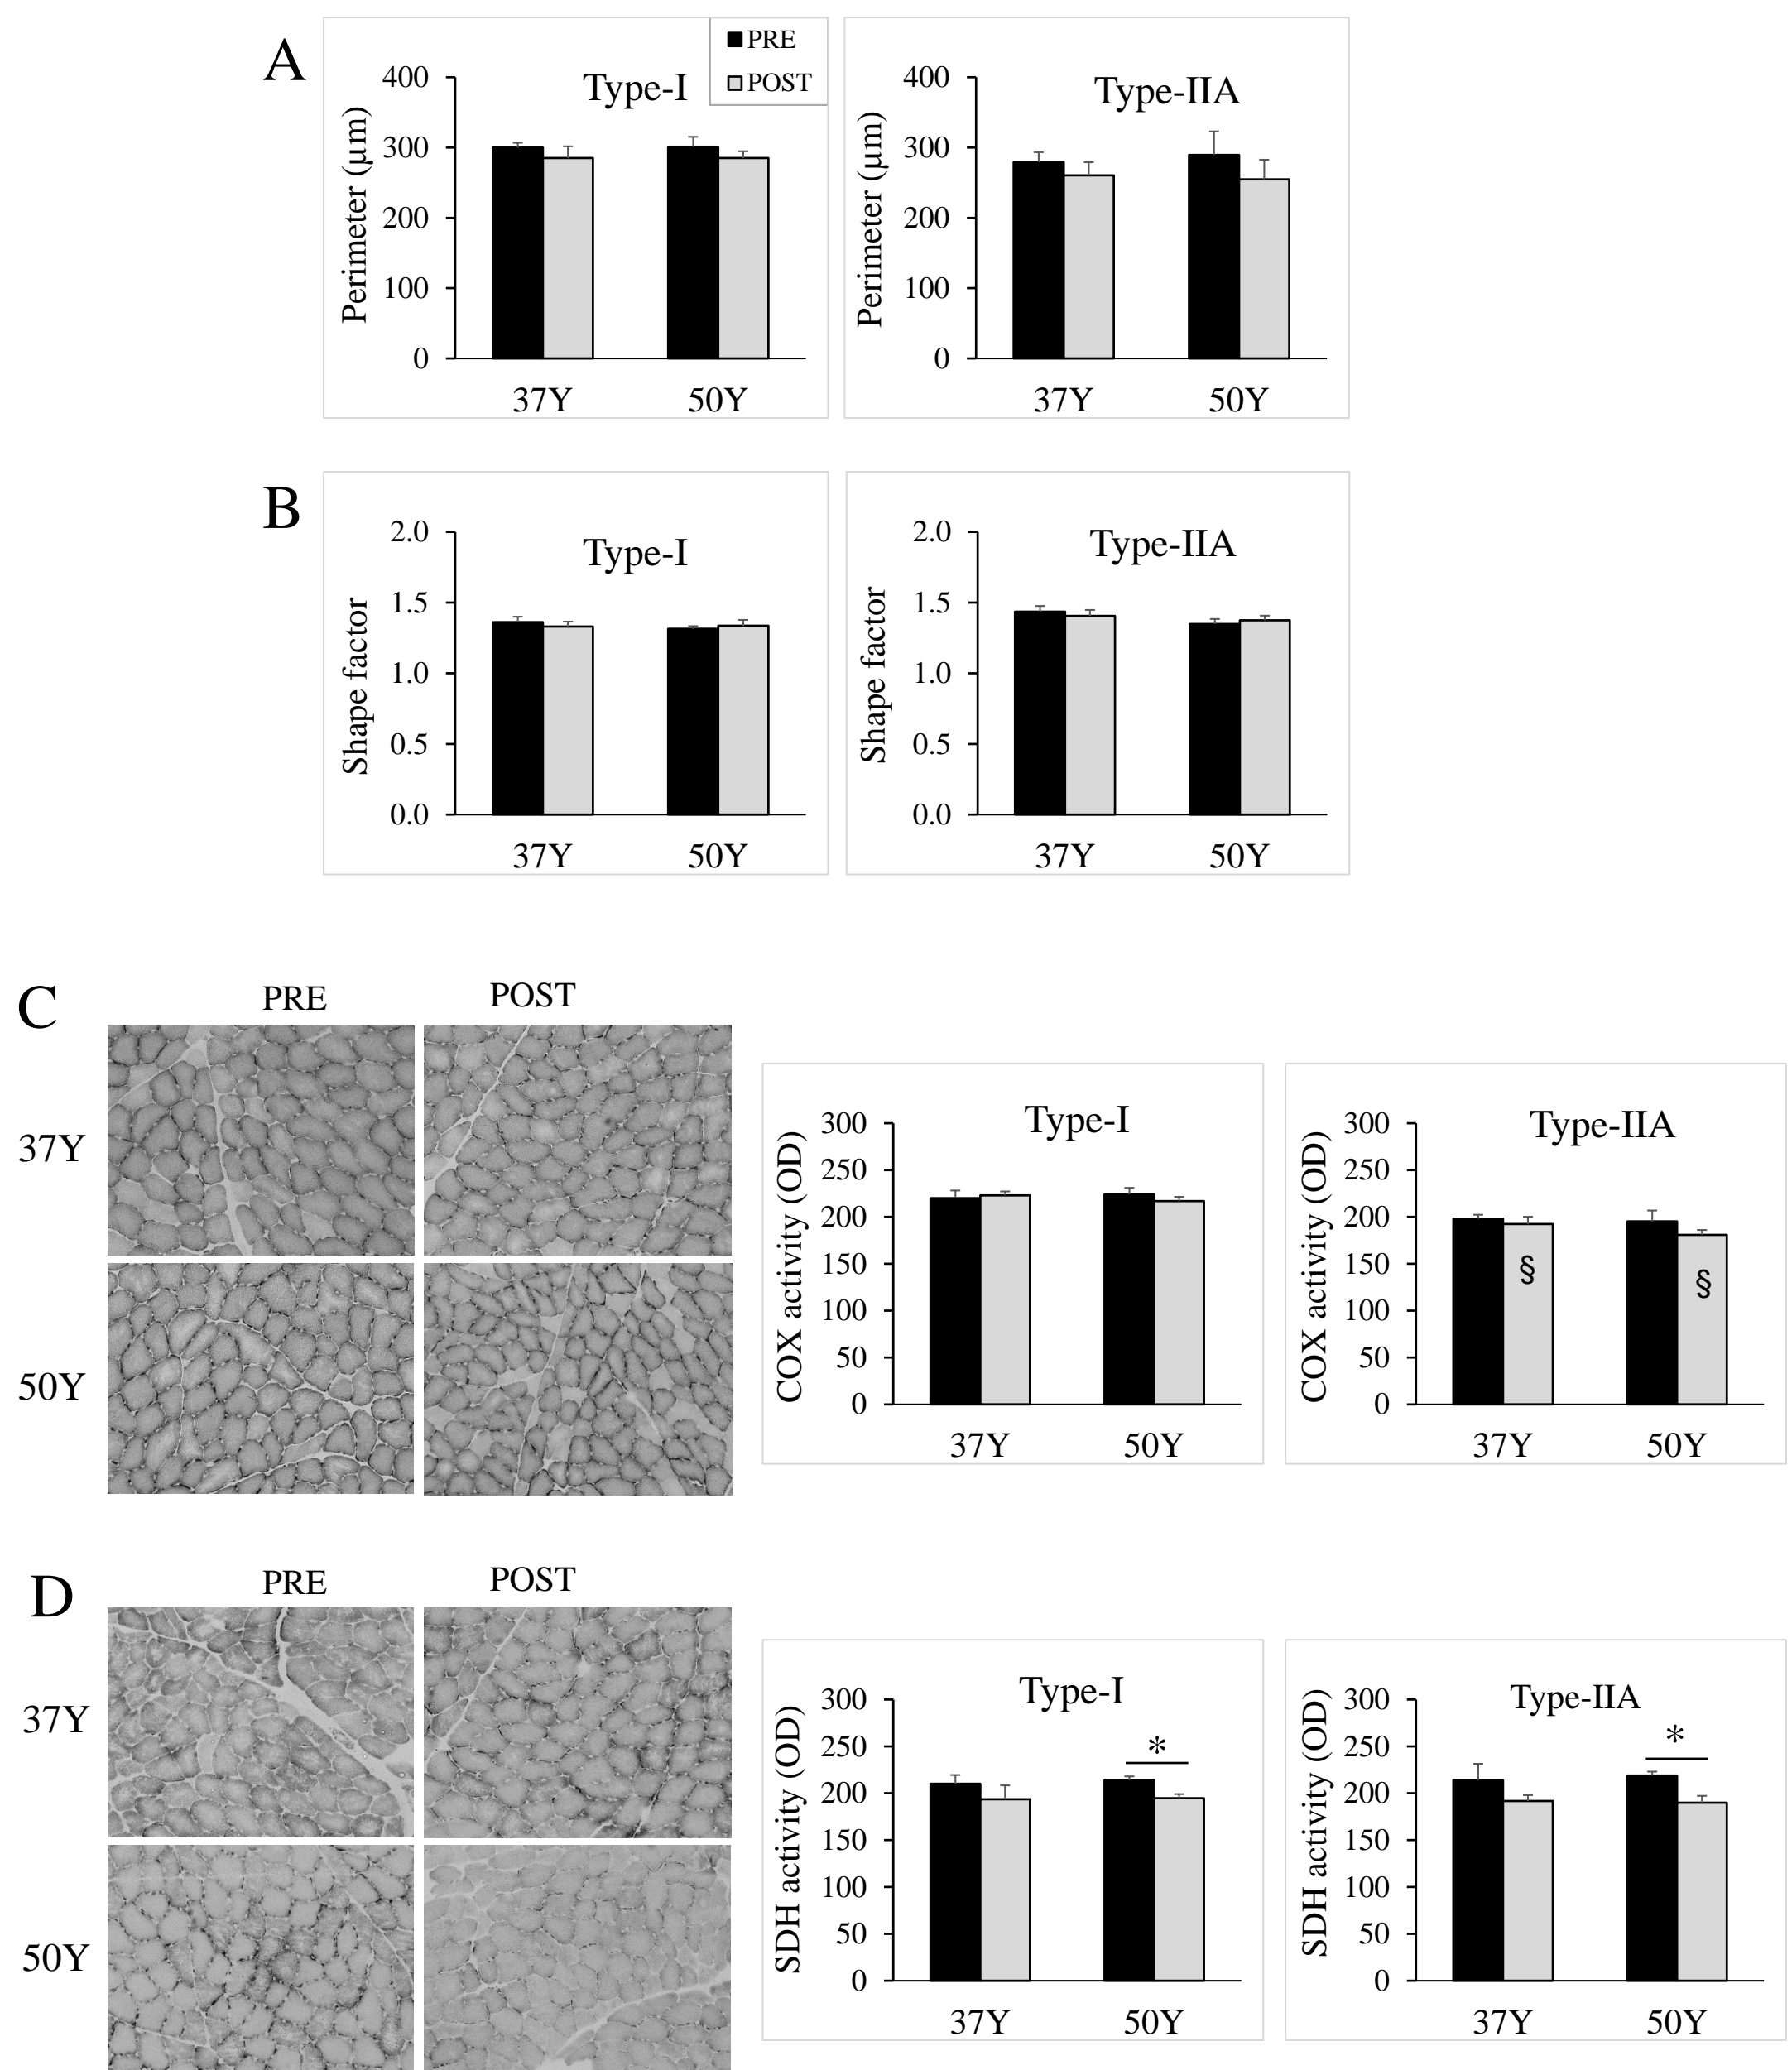 A
PRE
POST
Type-I
Perimeter (µm)
400
300
200
100
0
37Y 50Y
Type-IIA
Perimeter (µm)
400
300
200
100
0
37Y 50Y
B
Type-I
Shape factor
2.0
1.5
1.0
0.5
0.0
37Y 50Y
Type-IIA
Shape factor
2.0
1.5
1.0
0.5
0.0
37Y 50Y
C
PRE POST
37Y
50Y
Type-I
COX activity (OD)
300
250
200
150
100
50
0
37Y 50Y
Type-IIA
COX activity (OD)
300
250
200
150
100
50
0
§ §
37Y 50Y
D
PRE POST
37Y
50Y
Type-I
SDH activity (OD)
300
250
200
150
100
50
0
*
37Y 50Y
Type-IIA
SDH activity (OD)
300
250
200
150
100
50
0
*
37Y 50Y